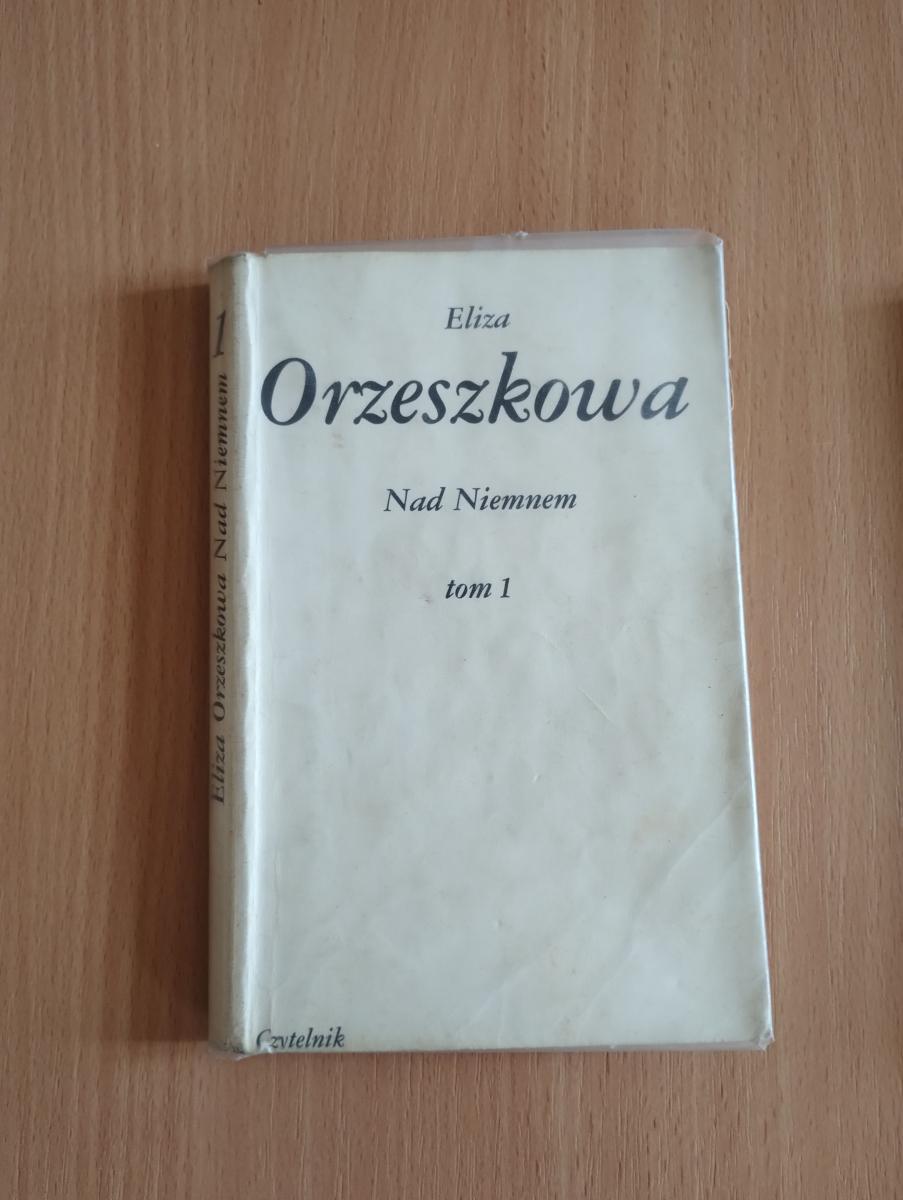 Eliza
Orzeszkowa
Nad Niemnem
tom 1
Czytelnik
Eliza Orzeszkowa Nad Niemnem 1